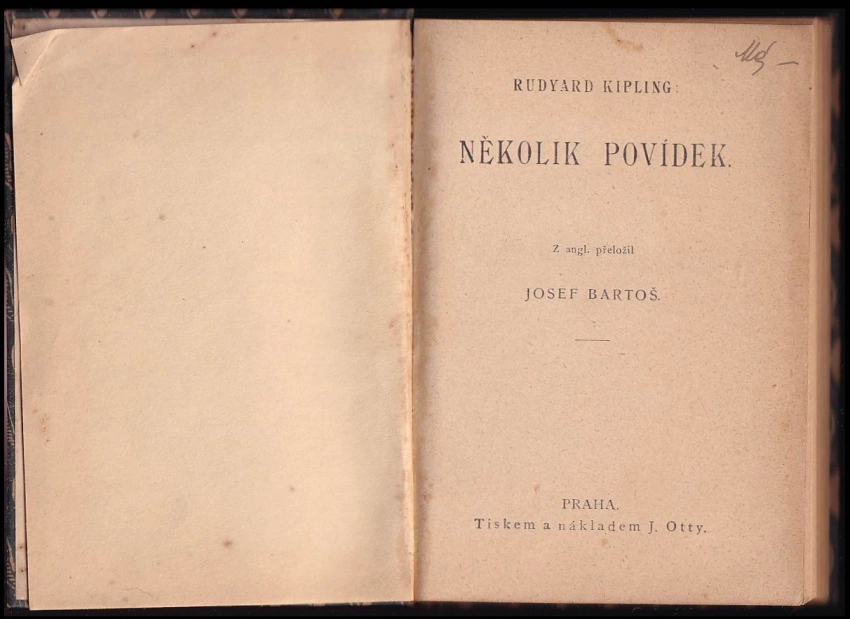 RUDYARD KIPLING:
NĚKOLIK POVÍDEK.
Z angl. přeložil
JOSEF BARTOŠ.
PRAHA.
Tiskem a nákladem J. Otty.